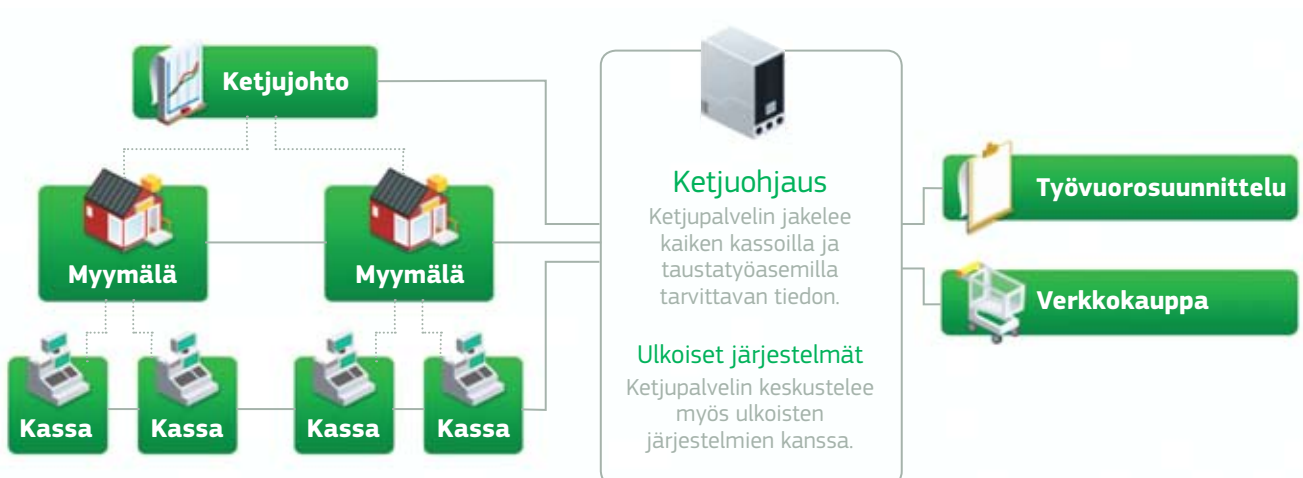 Ketjujohto
Myymälä
Myymälä
Kassa
Kassa
Kassa
Kassa
Ketjuohjaus
Ketjupalvelin jakelee
kaiken kassoilla ja
taustatyöasemilla
tarvittavan tiedon.
Ulkoiset järjestelmät
Ketjupalvelin keskustelee
myös ulkoisten
järjestelmien kanssa.
Työvuorosuunnittelu
Verkkokauppa